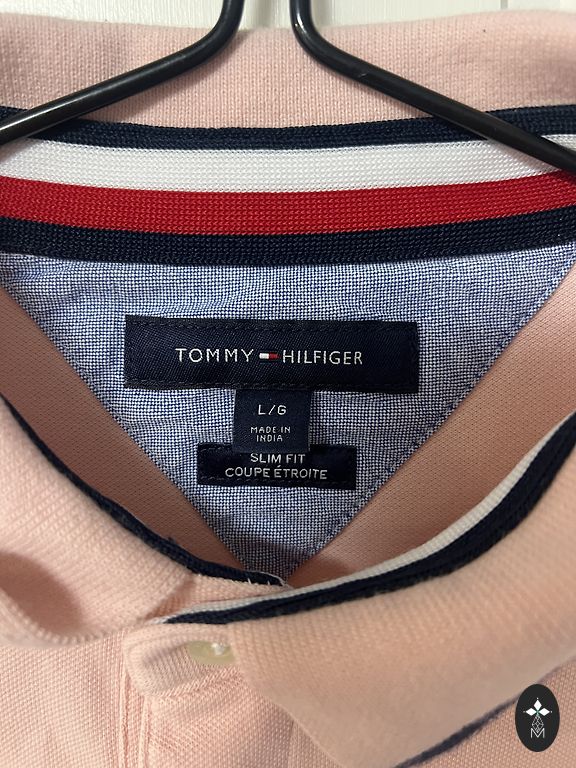 TOMMY HILFIGER
L/G
MADE IN
INDIA
SLIM FIT
COUPE ÉTROITE
M